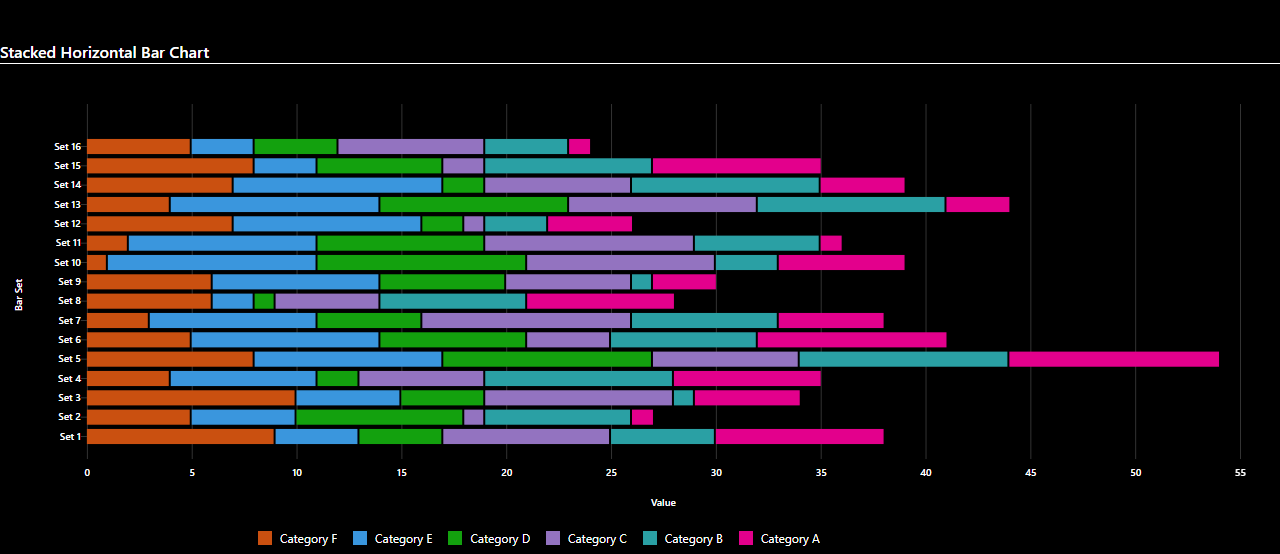 Stacked Horizontal Bar Chart
Bar Set
Set 16
Set 15
Set 14
Set 13
Set 12
Set 11
Set 10
Set 9
Set 8
Set 7
Set 6
Set 5
Set 4
Set 3
Set 2
Set 1
0 5 10 15 20 25 30 35 40 45 50 55
Value
Category F Category E Category D Category C Category B Category A